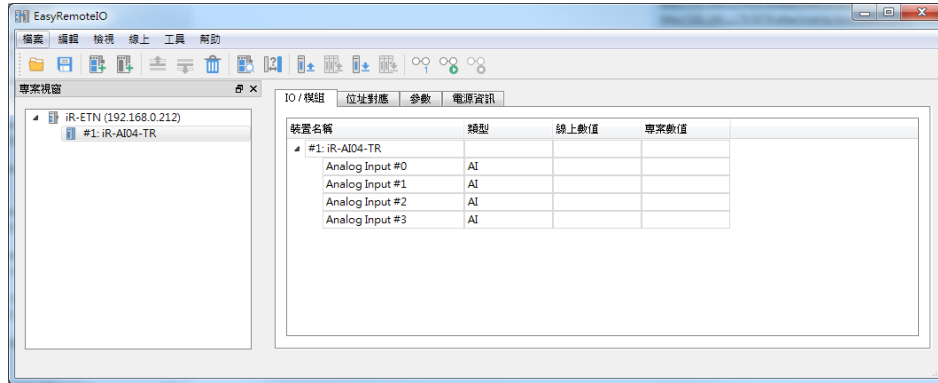 EasyRemoteIO
檔案 編輯 檢視 線上 工具 幫助
專案視窗
iR-ETN (192.168.0.212)
#1: iR-AI04-TR
IO / 模組 位址對應 參數 電源資訊
裝置名稱 類型 線上數值 專案數值
#1: iR-AI04-TR
Analog Input #0 AI
Analog Input #1 AI
Analog Input #2 AI
Analog Input #3 AI